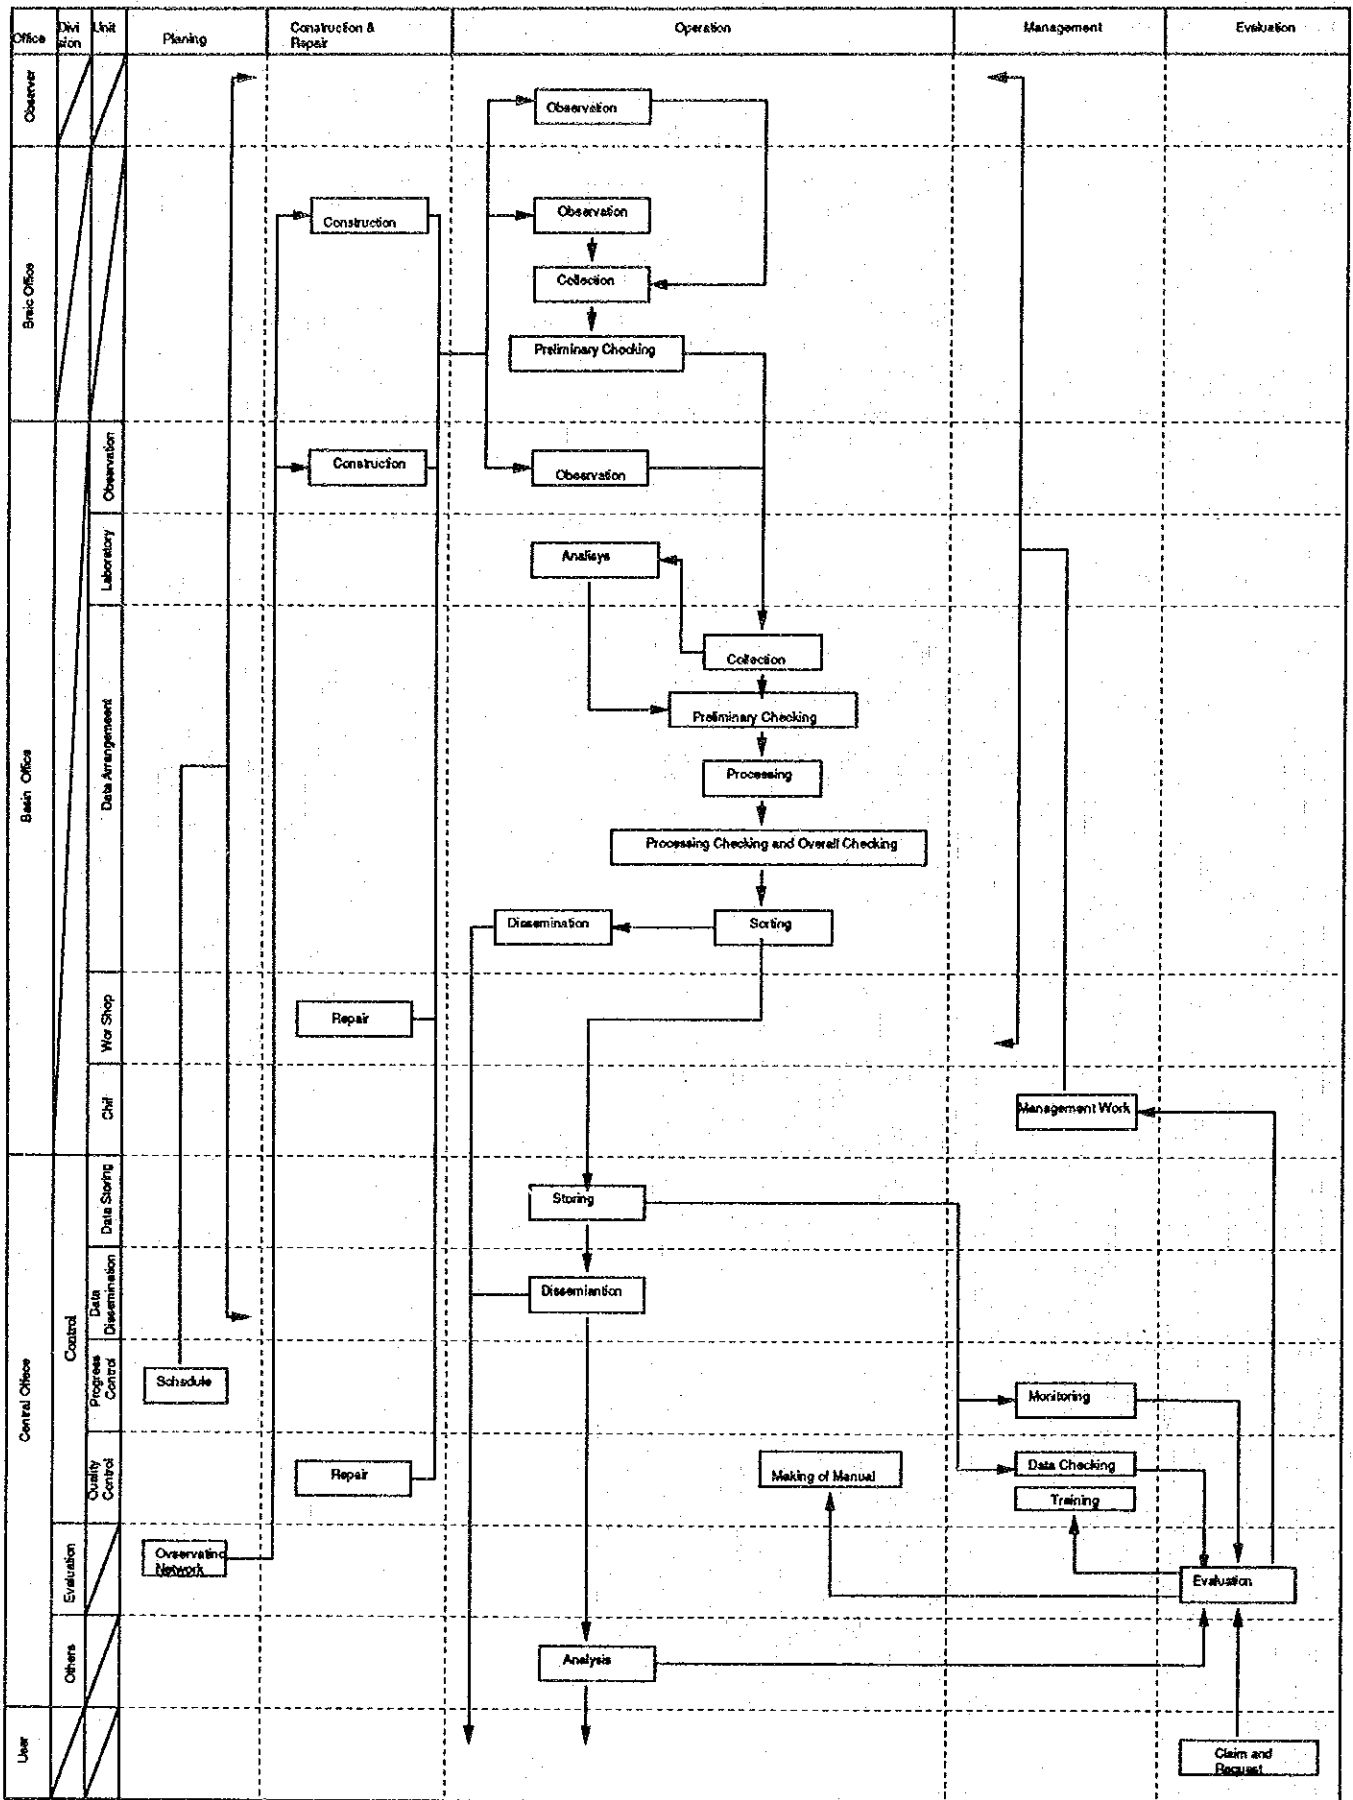 Office
Divi
sion
Unit
Planing
Construction &
Repair
Operation
Management
Evaluation
Observer
Observation
Braic Office
Construction
Observation
Collection
Preliminary Checking
Basin Office
Observation
Construction
Observation
Laboratory
Analisys
Data Arrangement
Collection
Preliminary Checking
Processing
Processing Checking and Overall Checking
Dissemination
Sorting
Wor Shop
Repair
Chif
Management Work
Central Office
Control
Data Storing
Storing
Data
Dissemination
Dissemiantion
Progress
Control
Schedule
Monitoring
Quality
Control
Repair
Making of Manual
Data Checking
Training
Evaluation
Ovservating
Network
Evaluation
Others
Analysis
User
Claim and
Request